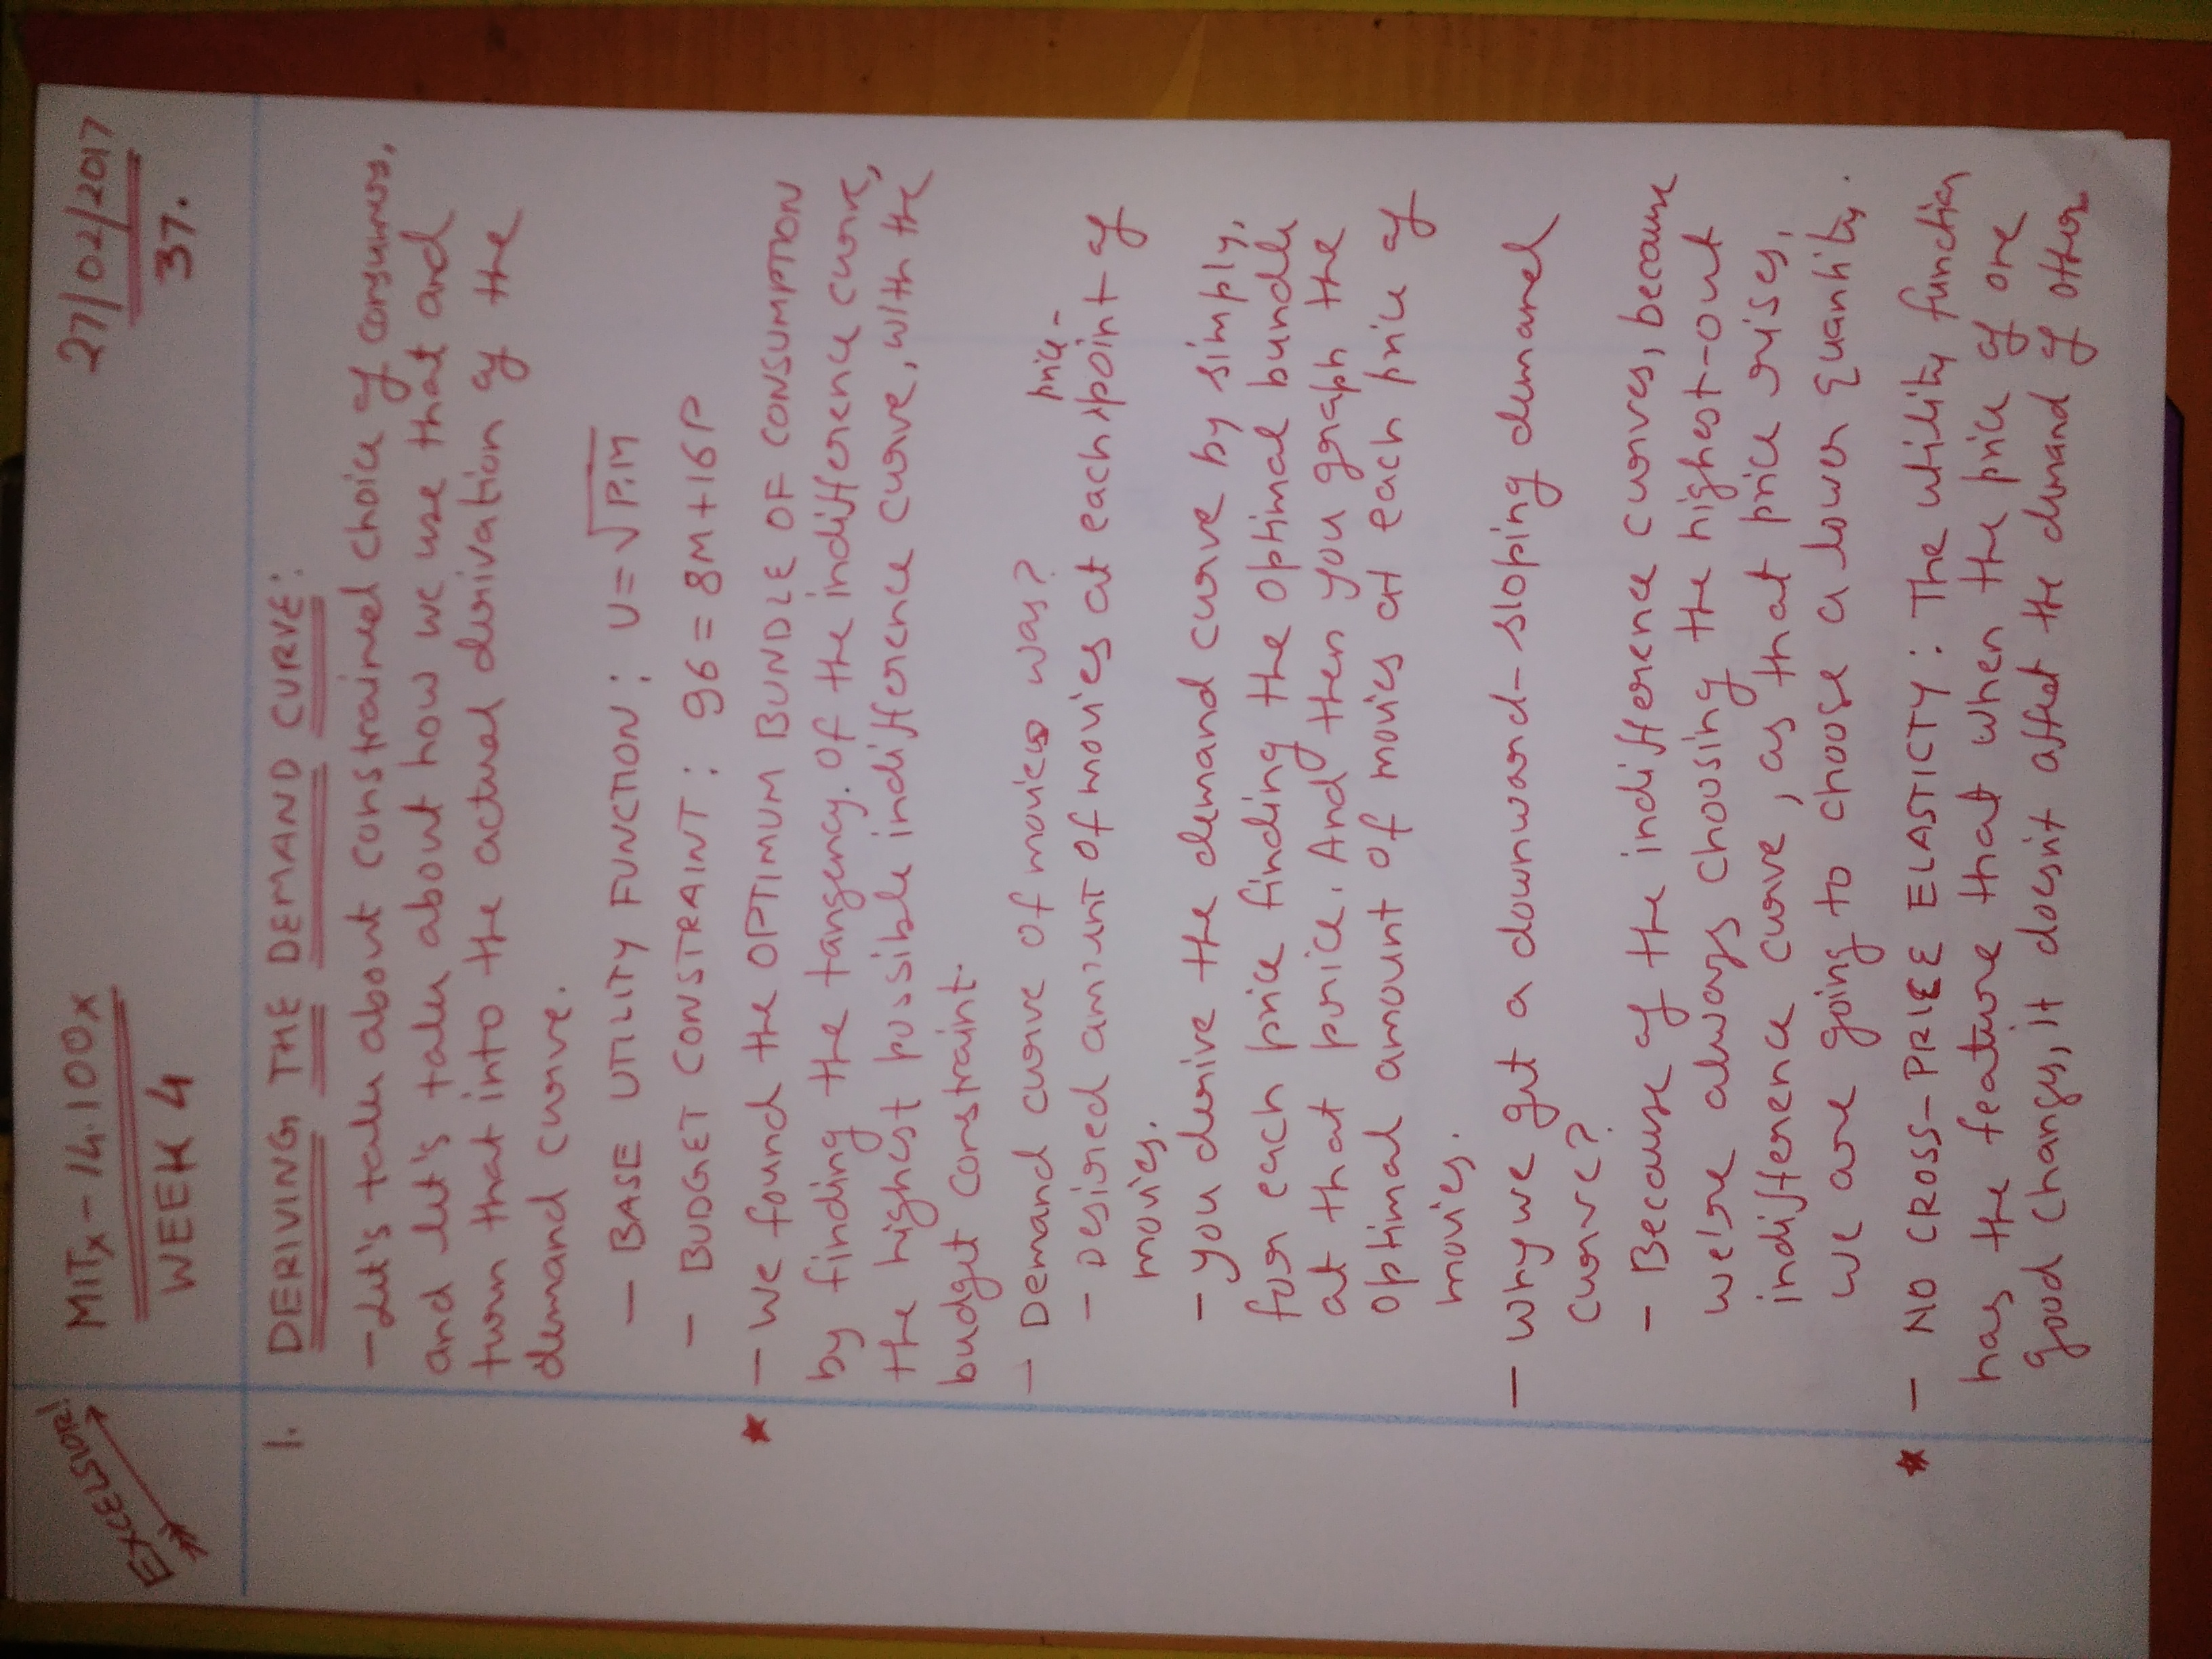 EXCELSIOR!
MITx - 14.100x
WEEK 4
27/02/2017
37.
1. DERIVING THE DEMAND CURVE:
- Let's talk about constrained choice of consumers,
and let's talk about how we use that and
turn that into the actual derivation of the
demand curve.
- BASE UTILITY FUNCTION: U=√P.M
- BUDGET CONSTRAINT: 96 = 8M+16P
★ - We found the OPTIMUM BUNDLE OF CONSUMPTION
by finding the tangency. of the indifference curve,
the highest possible indifference curve, with the
budget constraint.
- Demand curve of movies was?
price-
- Desired amount of movies at each point of
movies.
- you derive the demand curve by simply,
for each price finding the optimal bundle
at that price. And then you graph the
optimal amount of movies at each price of
movies.
- Why we get a downward-sloping demand
curve?
- Because of the indifference curves, because
we're always choosing the highest-out
indifference curve, as that price rises,
we are going to choose a lower quantity.
★ - NO CROSS-PRICE ELASTICTY: The utility function
has the feature that when the price of one
good changes, it doesn't affect the demand of other